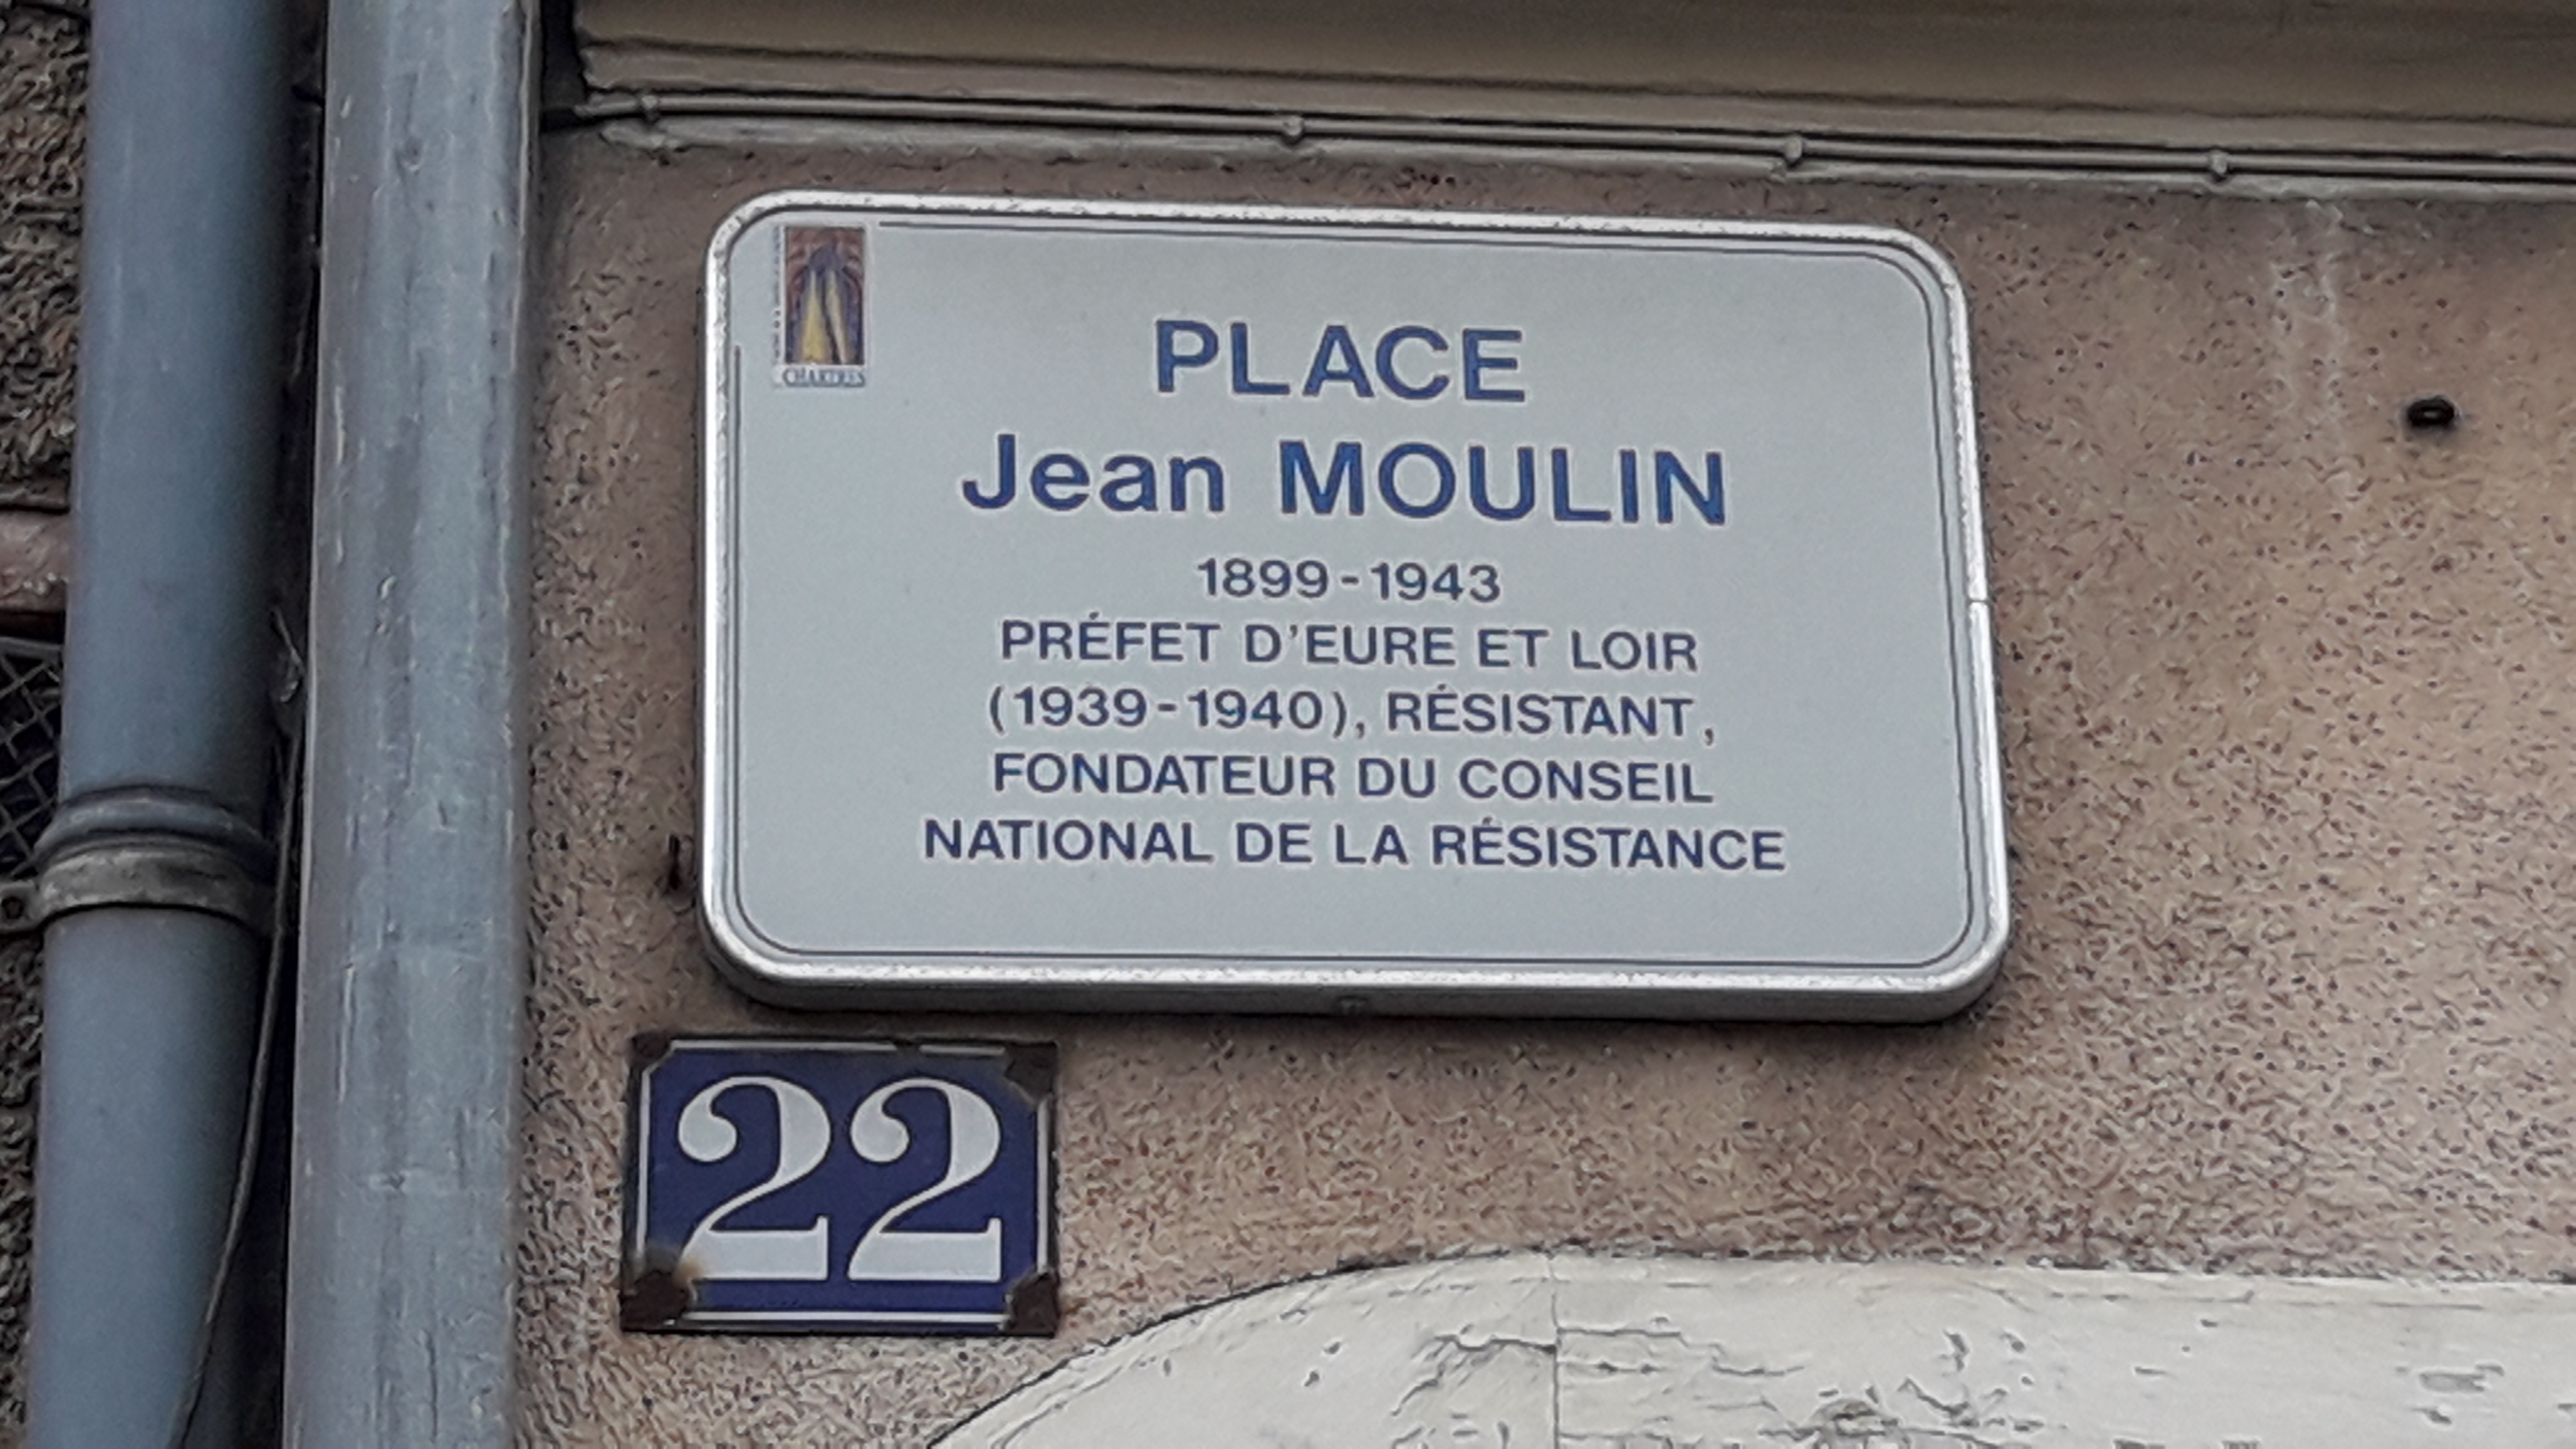 CHARTRES
PLACE
Jean MOULIN
1899-1943
PRÉFET D'EURE ET LOIR
(1939-1940), RÉSISTANT,
FONDATEUR DU CONSEIL
NATIONAL DE LA RÉSISTANCE
22